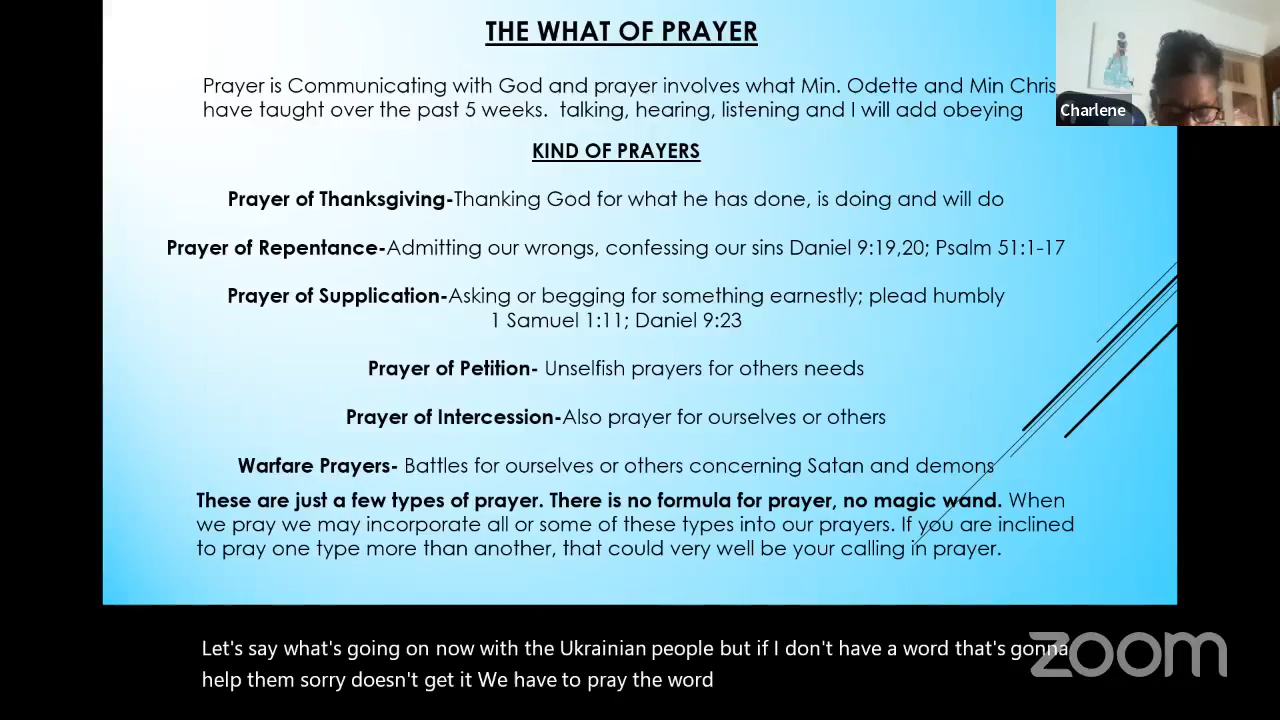 THE WHAT OF PRAYER
Prayer is Communicating with God and prayer involves what Min. Odette and Min Chris
have taught over the past 5 weeks. talking, hearing, listening and I will add obeying
Charlene
KIND OF PRAYERS
Prayer of Thanksgiving-Thanking God for what he has done, is doing and will do
Prayer of Repentance-Admitting our wrongs, confessing our sins Daniel 9:19,20; Psalm 51:1-17
Prayer of Supplication-Asking or begging for something earnestly; plead humbly
1 Samuel 1:11; Daniel 9:23
Prayer of Petition- Unselfish prayers for others needs
Prayer of Intercession-Also prayer for ourselves or others
Warfare Prayers- Battles for ourselves or others concerning Satan and demons
These are just a few types of prayer. There is no formula for prayer, no magic wand. When
we pray we may incorporate all or some of these types into our prayers. If you are inclined
to pray one type more than another, that could very well be your calling in prayer.
Let's say what's going on now with the Ukrainian people but if I don't have a word that's gonna
help them sorry doesn't get it We have to pray the word
zoom